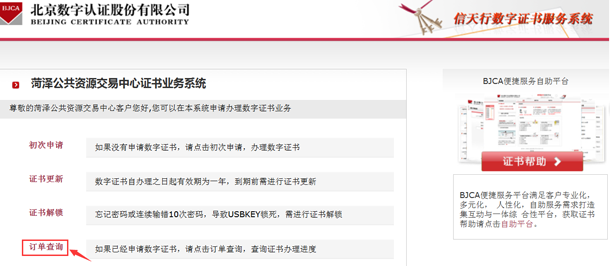 BJCA
北京数字认证股份有限公司
BEIJING CERTIFICATE AUTHORITY
信天行数字证书服务系统
菏泽公共资源交易中心证书业务系统
尊敬的菏泽公共资源交易中心客户您好,您可以在本系统申请办理数字证书业务
初次申请
如果没有申请数字证书，请点击初次申请，办理数字证书
证书更新
数字证书自办理之日起有效期为一年，到期前需进行证书更新
证书解锁
忘记密码或连续输错10次密码，导致USBKEY锁死，需进行证书解锁
订单查询
如果已经申请数字证书，请点击订单查询，查询证书办理进度
BJCA便捷服务自助平台
证书帮助
BJCA便捷服务平台满足客户专业化，
多元化， 人性化，自助服务需求打造
集互动与一体综 合性平台，获取证书
帮助请点击自助平台。